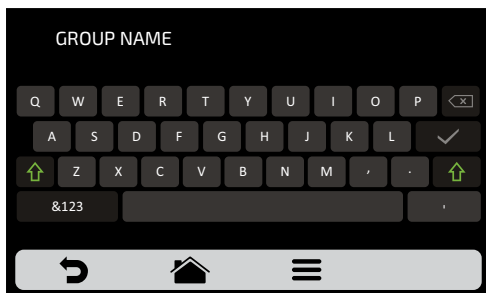 GROUP NAME
Q W E R T Y U I O P
A S D F G H J K L
Z X C V B N M , .
&123 '